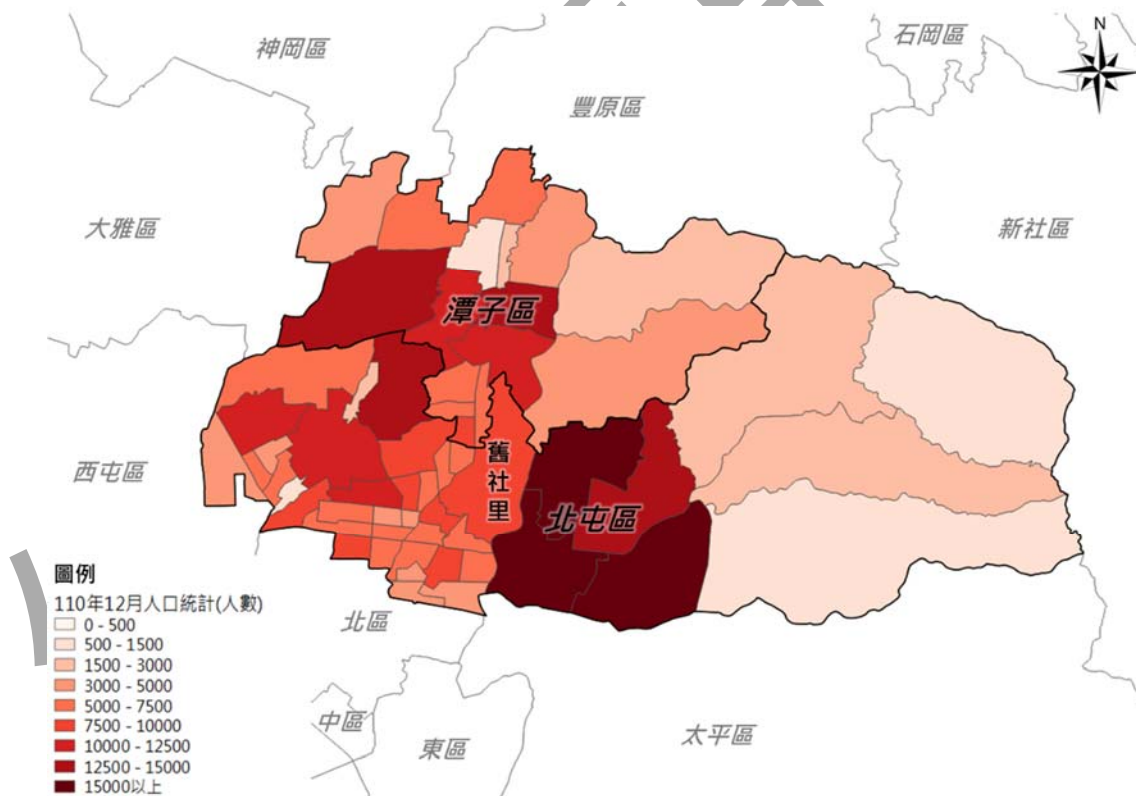 神岡區
石岡區
N
豐原區
大雅區
新社區
潭子區
西屯區
舊社里
北屯區
圖例
110年12月人口統計(人數)
0 - 500
500 - 1500
1500 - 3000
3000 - 5000
5000 - 7500
7500 - 10000
10000 - 12500
12500 - 15000
15000以上
北區
中區
東區
太平區